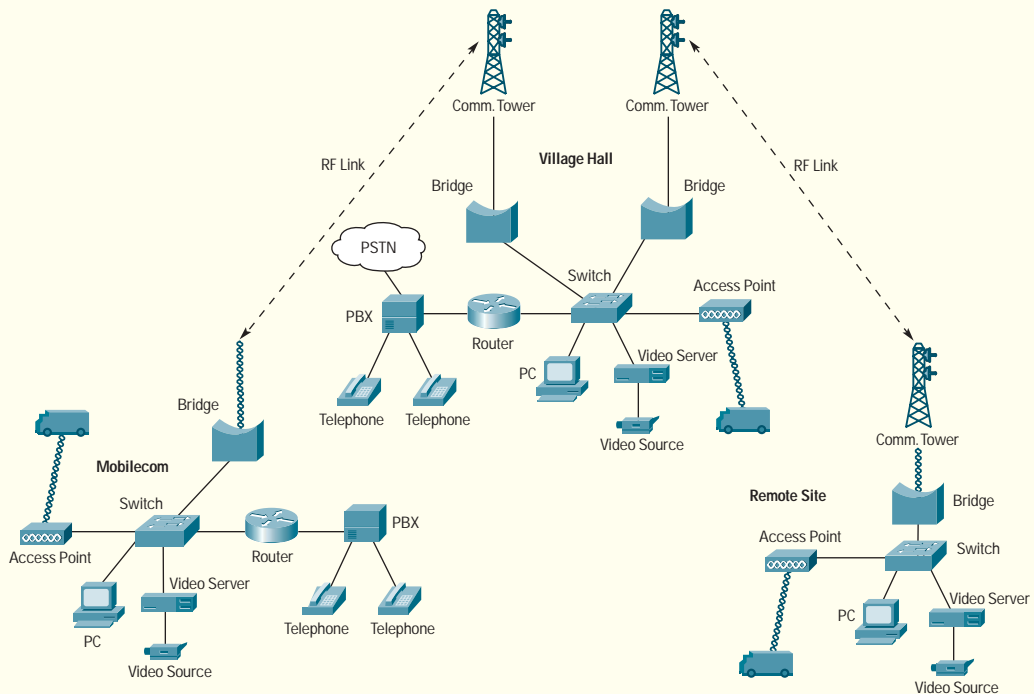 Comm. Tower
Comm. Tower
Village Hall
RF Link
RF Link
Bridge
Bridge
PSTN
Switch
Access Point
PBX
Router
Video Server
PC
Telephone
Telephone
Video Source
Bridge
Comm. Tower
Mobilecom
Switch
Remote Site
Bridge
PBX
Access Point
Router
Access Point
Switch
Video Server
PC
Telephone
Telephone
Video Source
Video Server
PC
Video Source